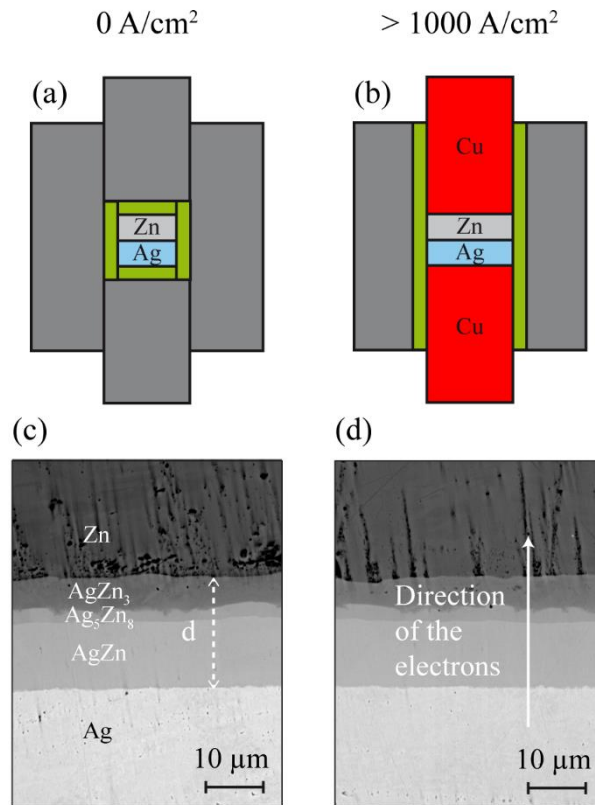 0 A/cm²
> 1000 A/cm²
(a)
Zn
Ag
(b)
Cu
Zn
Ag
Cu
(c)
Zn
AgZn₃
Ag₅Zn₈
AgZn
d
Ag
10 µm
(d)
Direction
of the
electrons
10 µm